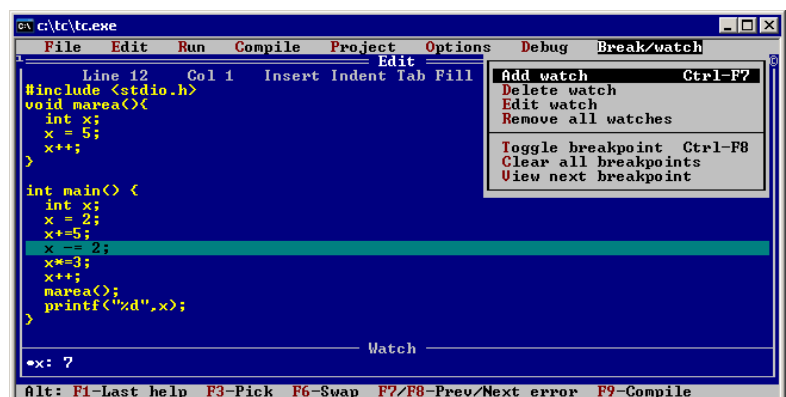 c:\tc\tc.exe
File Edit Run Compile Project Options Debug Break/watch
Edit
Line 12 Col 1 Insert Indent Tab Fill
Add watch Ctrl-F7
Delete watch
Edit watch
Remove all watches
Toggle breakpoint Ctrl-F8
Clear all breakpoints
View next breakpoint
#include <stdio.h>
void marea(){
int x;
x = 5;
x++;
}
int main() {
int x;
x = 2;
x+=5;
x -= 2;
x*=3;
x++;
marea();
printf("%d",x);
}
Watch
•x: 7
Alt: F1-Last help F3-Pick F6-Swap F7/F8-Prev/Next error F9-Compile